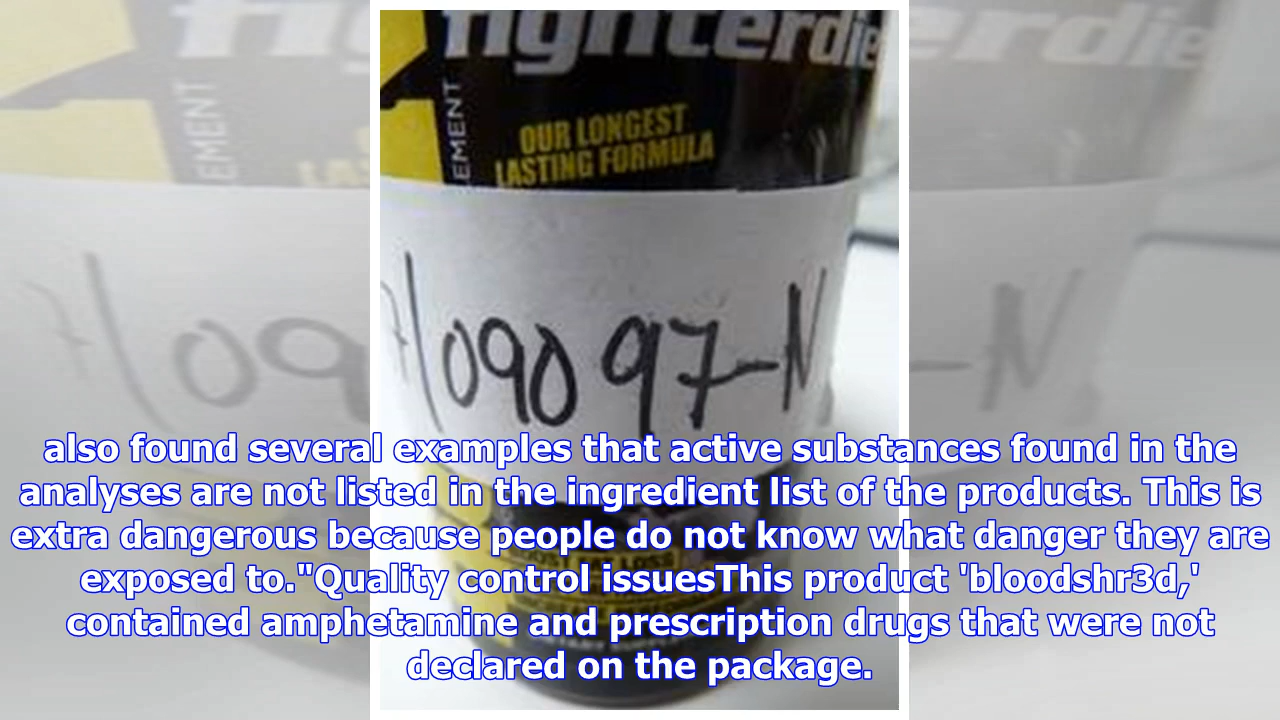 fighterdie
EMENT
OUR LONGEST
LASTING FORMULA
/09097-N
also found several examples that active substances found in the
analyses are not listed in the ingredient list of the products. This is
extra dangerous because people do not know what danger they are
exposed to."Quality control issuesThis product 'bloodshr3d,'
contained amphetamine and prescription drugs that were not
declared on the package.